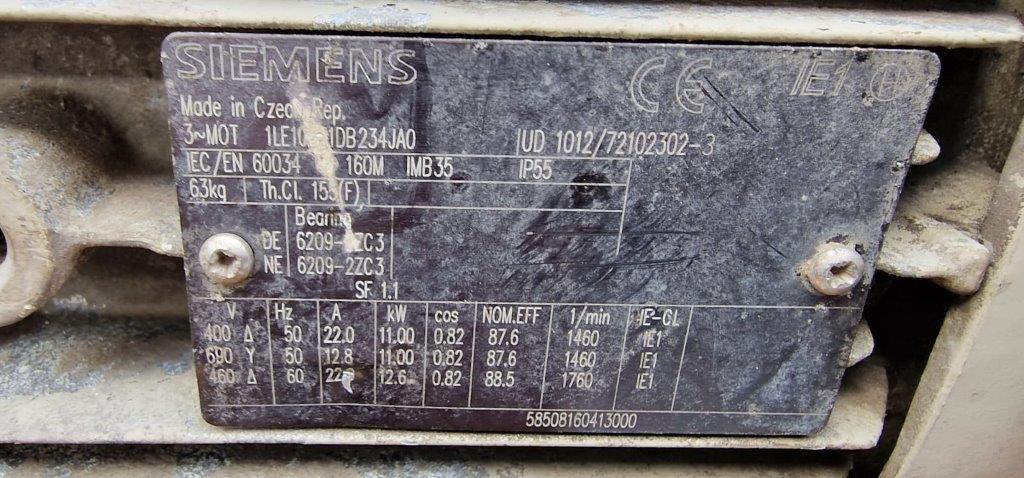 SIEMENS CE IE1
Made in Czech Rep.
3~MOT UD 1012/72102302-3
IEC/EN 60034 160M IMB35 IP55
63kg Th.Cl. 155(F)
Bearing
DE 6209-2ZC3
NE 6209-2ZC3
SF 1.1
V Hz A kW cos NOM.EFF 1/min IE-CL
400 Δ 50 22.0 11.00 0.82 87.6 1460 IE1
690 Y 50 12.8 11.00 0.82 87.6 1460 IE1
460 Δ 60 12.6 0.82 88.5 1760 IE1
58508160413000